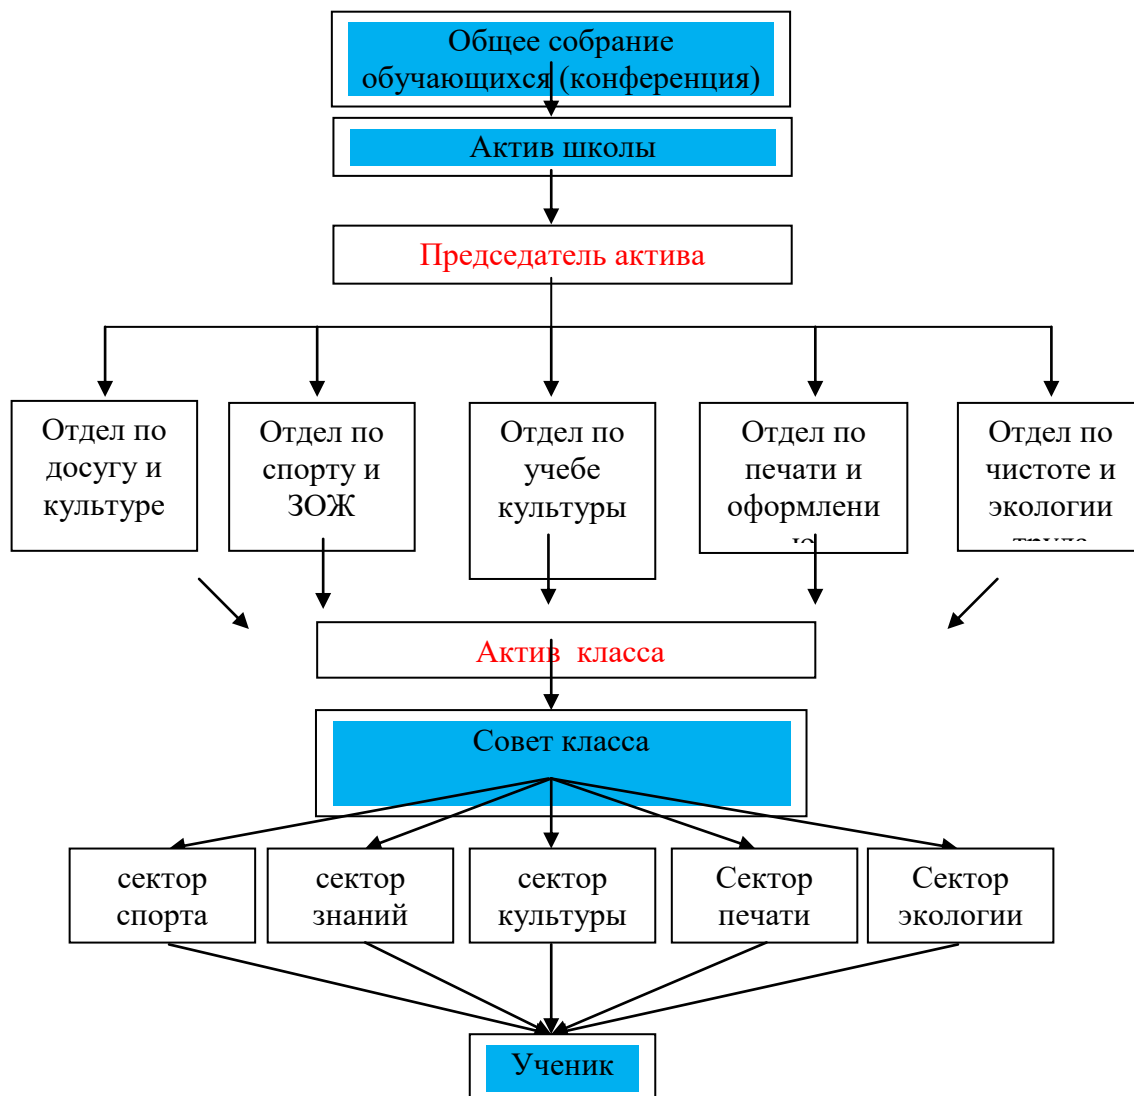 Общее собрание
обучающихся (конференция)
Актив школы
Председатель актива
Отдел по
досугу и
культуре
Отдел по
спорту и
ЗОЖ
Отдел по
учебе
культуры
Отдел по
печати и
оформлени
ю
Отдел по
чистоте и
экологии
труда
Актив  класса
Совет класса
сектор
спорта
сектор
знаний
сектор
культуры
Сектор
печати
Сектор
экологии
Ученик